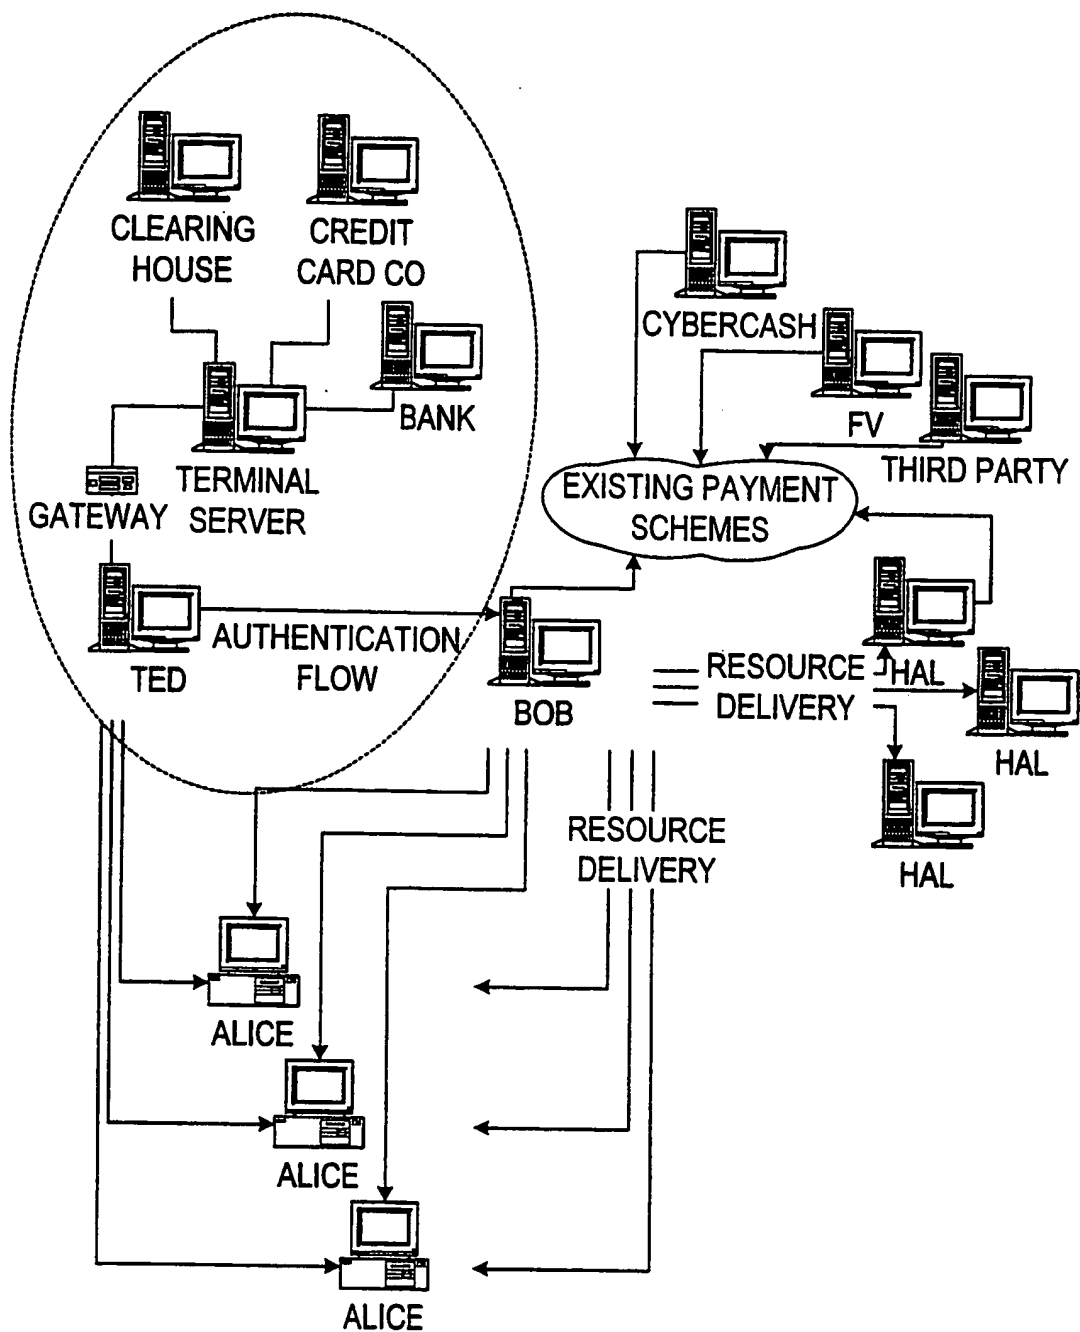 CLEARING
HOUSE
CREDIT
CARD CO
BANK
TERMINAL
SERVER
GATEWAY
TED
AUTHENTICATION
FLOW
BOB
CYBERCASH
FV
THIRD PARTY
EXISTING PAYMENT
SCHEMES
RESOURCE
DELIVERY
HAL
HAL
HAL
RESOURCE
DELIVERY
ALICE
ALICE
ALICE